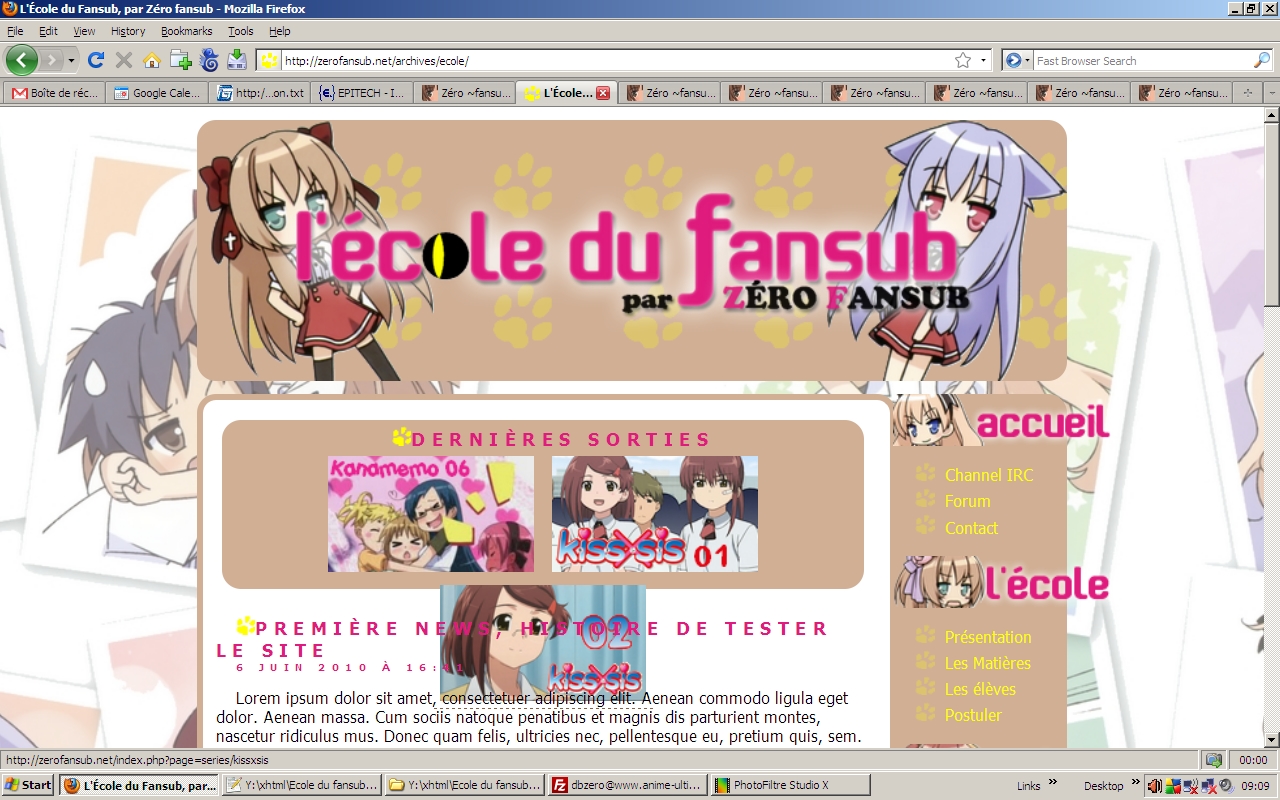 L'École du Fansub, par Zéro fansub - Mozilla Firefox
File Edit View History Bookmarks Tools Help
http://zerofansub.net/archives/ecole/
Fast Browser Search
Boîte de réc...
Google Cale...
http:/...on.txt
EPITECH - I...
Zéro ~fansu...
L'École...
Zéro ~fansu...
Zéro ~fansu...
Zéro ~fansu...
Zéro ~fansu...
Zéro ~fansu...
Zéro ~fansu...
l'école du fansub
par ZÉRO FANSUB
accueil
Channel IRC
Forum
Contact
l'école
Présentation
Les Matières
Les élèves
Postuler
DERNIÈRES SORTIES
Kanamemo 06
kissxsis 01
02
kissxsis
PREMIÈRE NEWS, HISTOIRE DE TESTER
LE SITE
6 JUIN 2010 À 16:41
Lorem ipsum dolor sit amet, consectetuer adipiscing elit. Aenean commodo ligula eget
dolor. Aenean massa. Cum sociis natoque penatibus et magnis dis parturient montes,
nascetur ridiculus mus. Donec quam felis, ultricies nec, pellentesque eu, pretium quis, sem.
http://zerofansub.net/index.php?page=series/kissxsis
00:00
Start
L'École du Fansub, par...
Y:\xhtml\Ecole du fansub...
Y:\xhtml\Ecole du fansub...
dbzero@www.anime-ulti...
PhotoFiltre Studio X
Links »
Desktop »
09:09